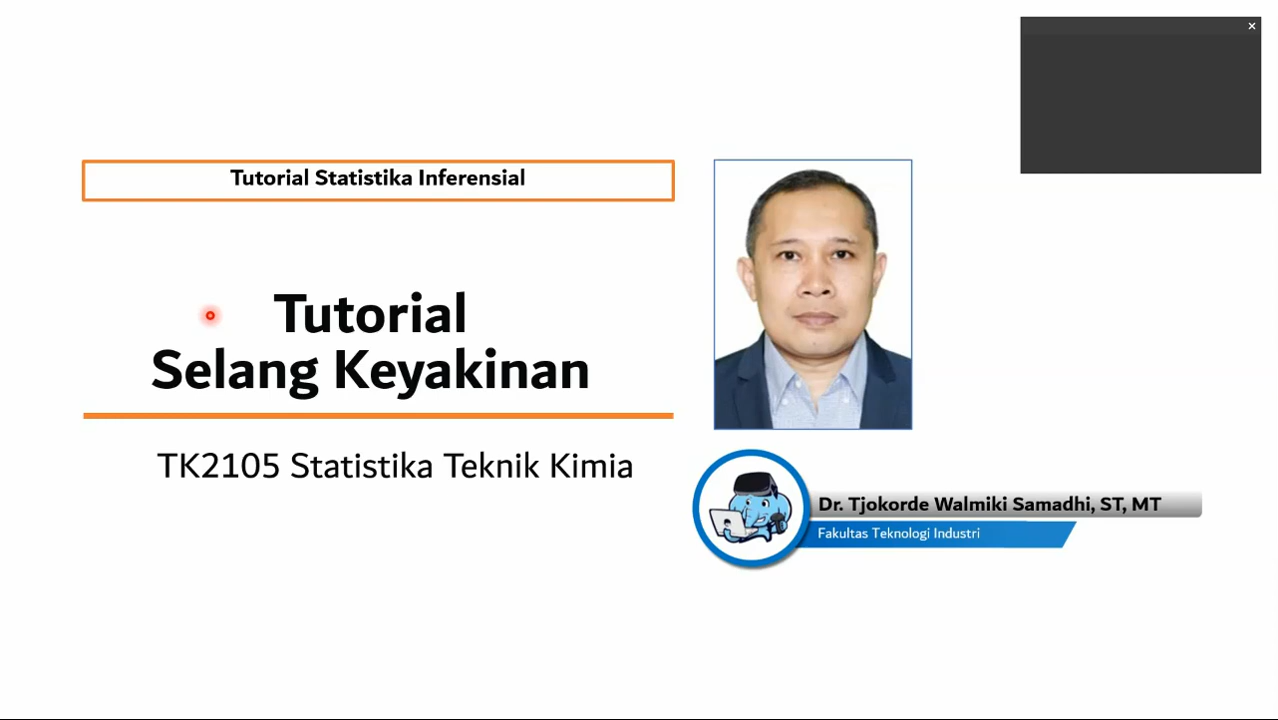 Tutorial Statistika Inferensial
Tutorial
Selang Keyakinan
TK2105 Statistika Teknik Kimia
Dr. Tjokorde Walmiki Samadhi, ST, MT
Fakultas Teknologi Industri